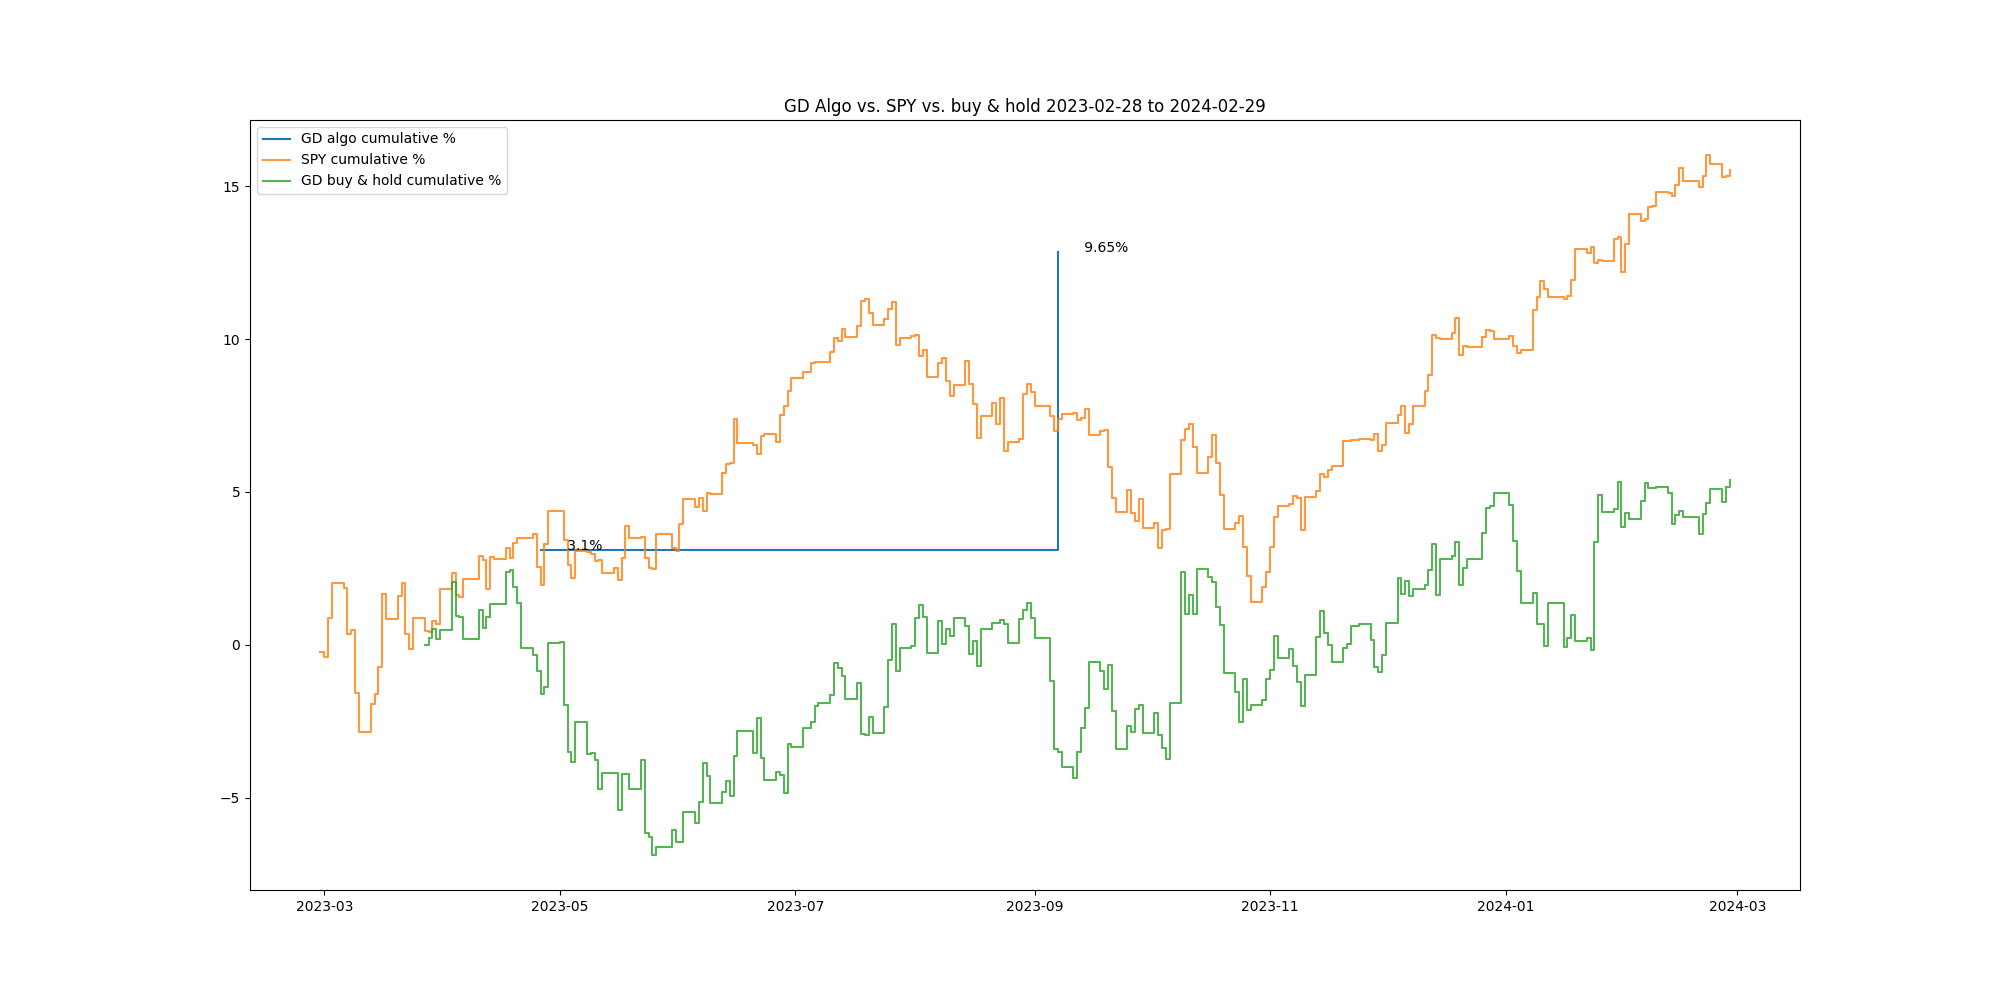 GD Algo vs. SPY vs. buy & hold 2023-02-28 to 2024-02-29
GD algo cumulative %
SPY cumulative %
GD buy & hold cumulative %
15
10
5
0
−5
9.65%
3.1%
2023-03 2023-05 2023-07 2023-09 2023-11 2024-01 2024-03